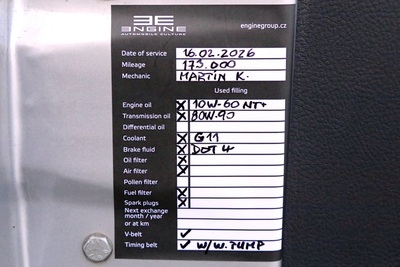 ENGINE
AUTOMOBILE CULTURE
enginegroup.cz
Date of service 16.02.2026
Mileage 173.000
Mechanic MARTIN K.
Used filling
Engine oil X 10W-60 NT+
Transmission oil X 80W-90
Differential oil
Coolant X G11
Brake fluid X DOT 4
Oil filter X
Air filter X
Pollen filter
Fuel filter X
Spark plugs X
Next exchange
month / year
or at km
V-belt ✓
Timing belt ✓ W/W.PUMP